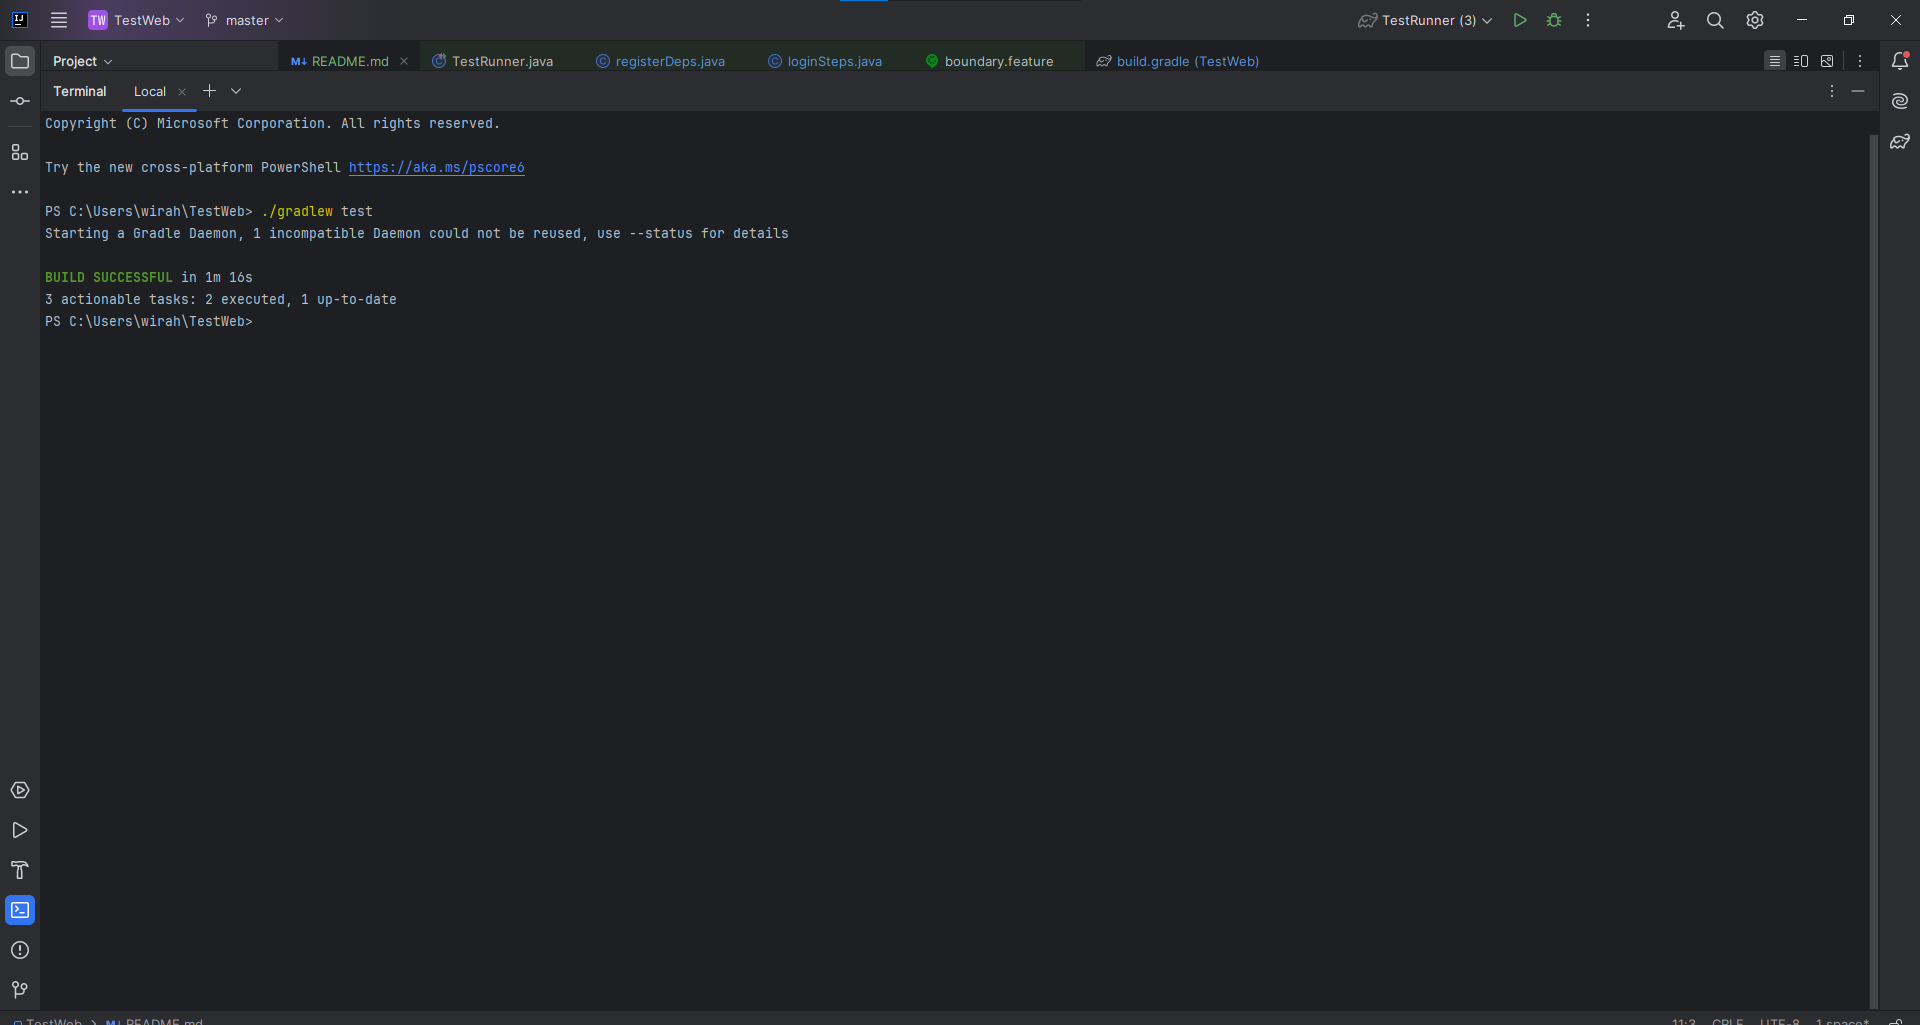 TW TestWeb master TestRunner (3)
Project README.md TestRunner.java registerDeps.java loginSteps.java boundary.feature build.gradle (TestWeb)
Terminal Local
Copyright (C) Microsoft Corporation. All rights reserved.
Try the new cross-platform PowerShell https://aka.ms/pscore6
PS C:\Users\wirah\TestWeb> ./gradlew test
Starting a Gradle Daemon, 1 incompatible Daemon could not be reused, use --status for details
BUILD SUCCESSFUL in 1m 16s
3 actionable tasks: 2 executed, 1 up-to-date
PS C:\Users\wirah\TestWeb>
TestWeb > M↓ README.md 11:3 CRLF UTF-8 1 space*